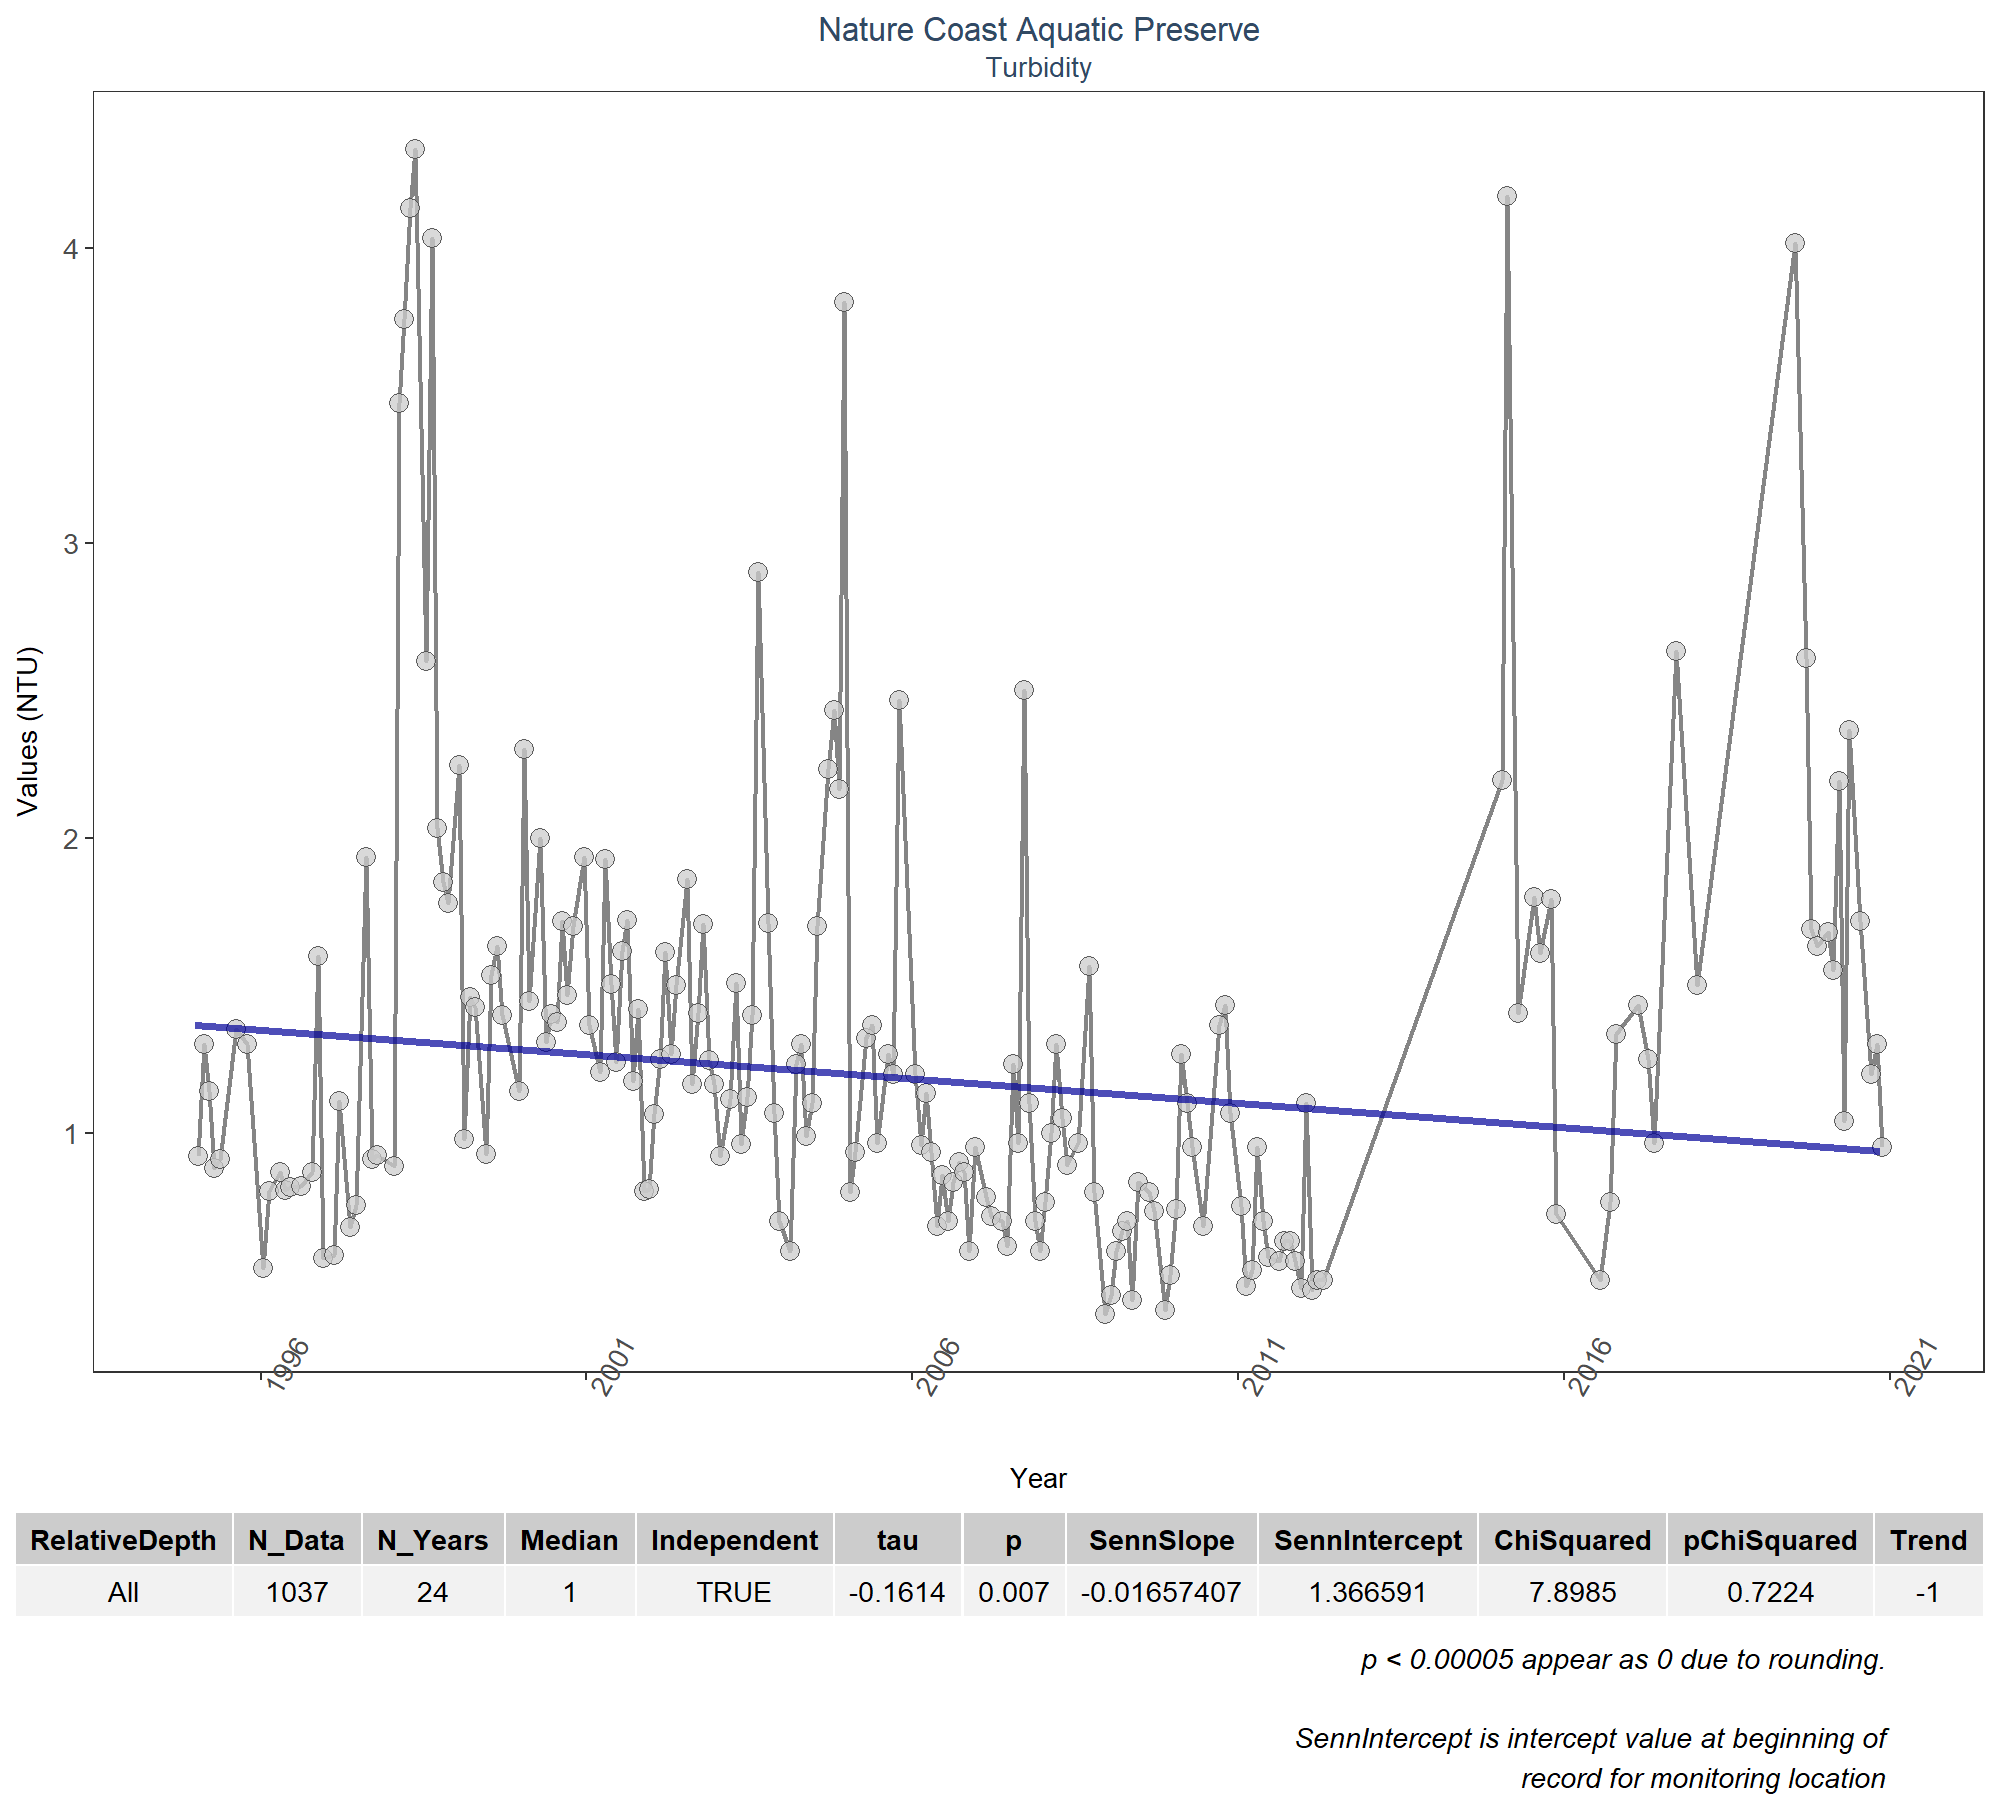 Nature Coast Aquatic Preserve
Turbidity
4
3
2
1
Values (NTU)
1996 2001 2006 2011 2016 2021
Year
RelativeDepth N_Data N_Years Median Independent tau p SennSlope SennIntercept ChiSquared pChiSquared Trend
All 1037 24 1 TRUE -0.1614 0.007 -0.01657407 1.366591 7.8985 0.7224 -1
p < 0.00005 appear as 0 due to rounding.
SennIntercept is intercept value at beginning of
record for monitoring location